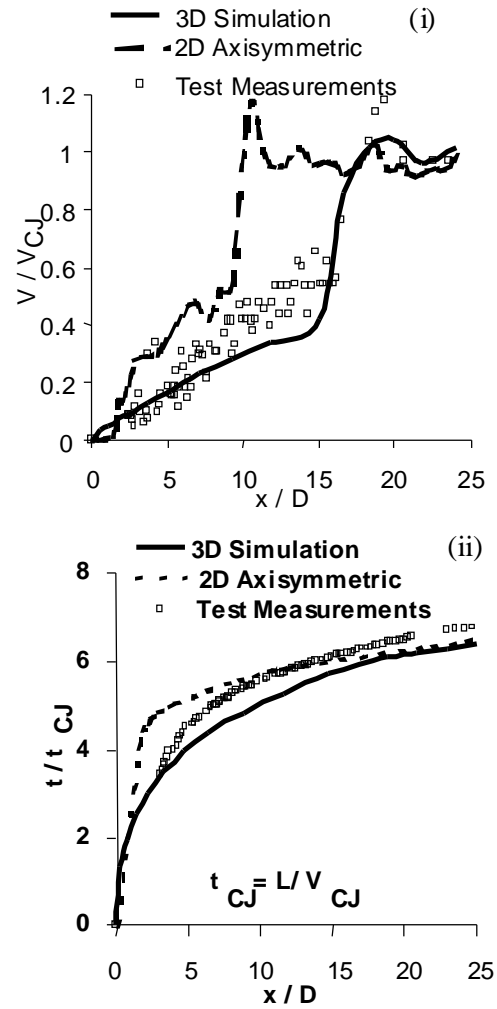 (i)
3D Simulation
2D Axisymmetric
Test Measurements
1.2
1
0.8
0.6
0.4
0.2
0
V / VCJ
0 5 10 15 20 25
x / D
(ii)
3D Simulation
2D Axisymmetric
Test Measurements
8
6
4
2
0
t / t CJ
t CJ = L / V CJ
0 5 10 15 20 25
x / D